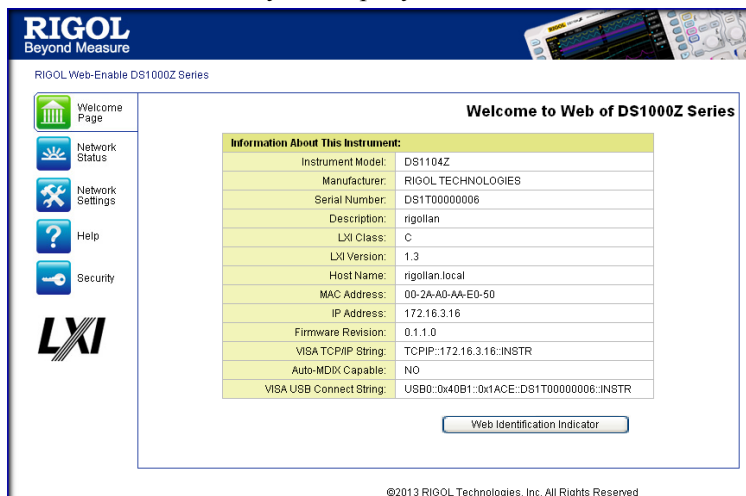 RIGOL
Beyond Measure
RIGOL Web-Enable DS1000Z Series
Welcome Page
Network Status
Network Settings
Help
Security
LXI
Welcome to Web of DS1000Z Series
Information About This Instrument:
Instrument Model: DS1104Z
Manufacturer: RIGOL TECHNOLOGIES
Serial Number: DS1T00000006
Description: rigollan
LXI Class: C
LXI Version: 1.3
Host Name: rigollan.local
MAC Address: 00-2A-A0-AA-E0-50
IP Address: 172.16.3.16
Firmware Revision: 0.1.1.0
VISA TCP/IP String: TCPIP::172.16.3.16::INSTR
Auto-MDIX Capable: NO
VISA USB Connect String: USB0::0x40B1::0x1ACE::DS1T00000006::INSTR
Web Identification Indicator
©2013 RIGOL Technologies, Inc. All Rights Reserved